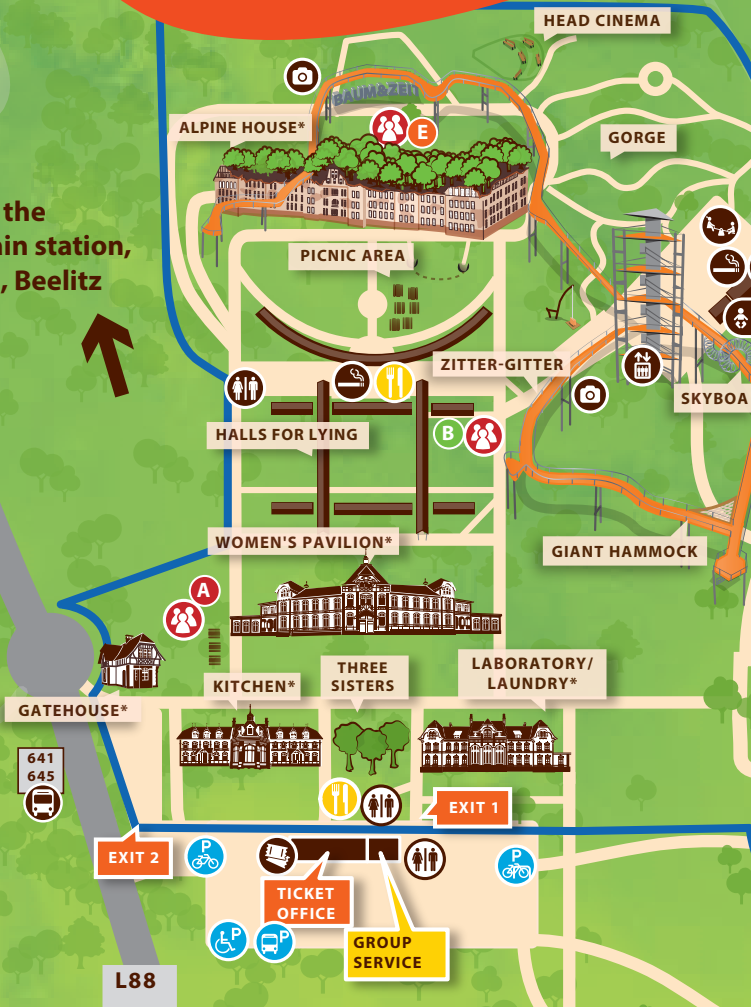 HEAD CINEMA
BAUM&ZEIT
ALPINE HOUSE*
E
GORGE
the
in station,
, Beelitz
PICNIC AREA
ZITTER-GITTER
SKYBOA
B
HALLS FOR LYING
WOMEN'S PAVILION*
GIANT HAMMOCK
A
THREE
SISTERS
LABORATORY/
LAUNDRY*
KITCHEN*
GATEHOUSE*
641
645
EXIT 1
EXIT 2
P
P
TICKET
OFFICE
P
P
GROUP
SERVICE
L88